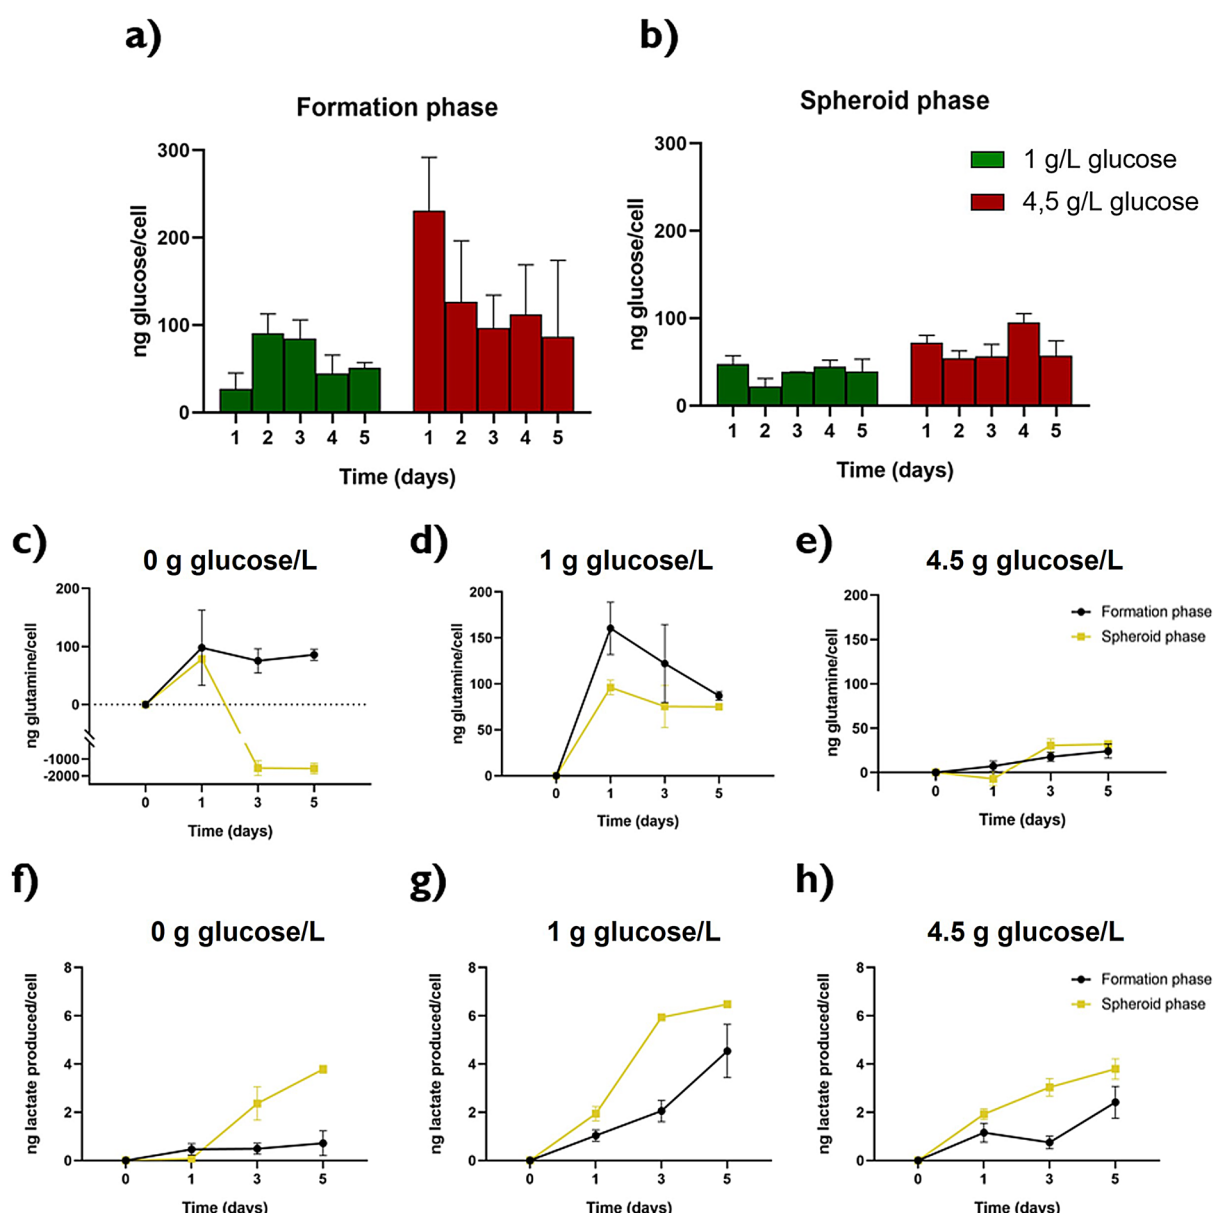 a)
b)
Formation phase
Spheroid phase
ng glucose/cell
300
200
100
0
1 2 3 4 5 1 2 3 4 5
Time (days)
ng glucose/cell
300
200
100
0
1 2 3 4 5 1 2 3 4 5
Time (days)
1 g/L glucose
4,5 g/L glucose
c)
0 g glucose/L
ng glutamine/cell
200
100
0
-1000
-2000
0 1 3 5
Time (days)
d)
1 g glucose/L
ng glutamine/cell
200
150
100
50
0
0 1 3 5
Time (days)
e)
4.5 g glucose/L
ng glutamine/cell
200
150
100
50
0
0 1 3 5
Time (days)
Formation phase
Spheroid phase
f)
0 g glucose/L
ng lactate produced/cell
8
6
4
2
0
0 1 3 5
Time (days)
g)
1 g glucose/L
ng lactate produced/cell
8
6
4
2
0
0 1 3 5
Time (days)
h)
4.5 g glucose/L
ng lactate produced/cell
8
6
4
2
0
0 1 3 5
Time (days)
Formation phase
Spheroid phase